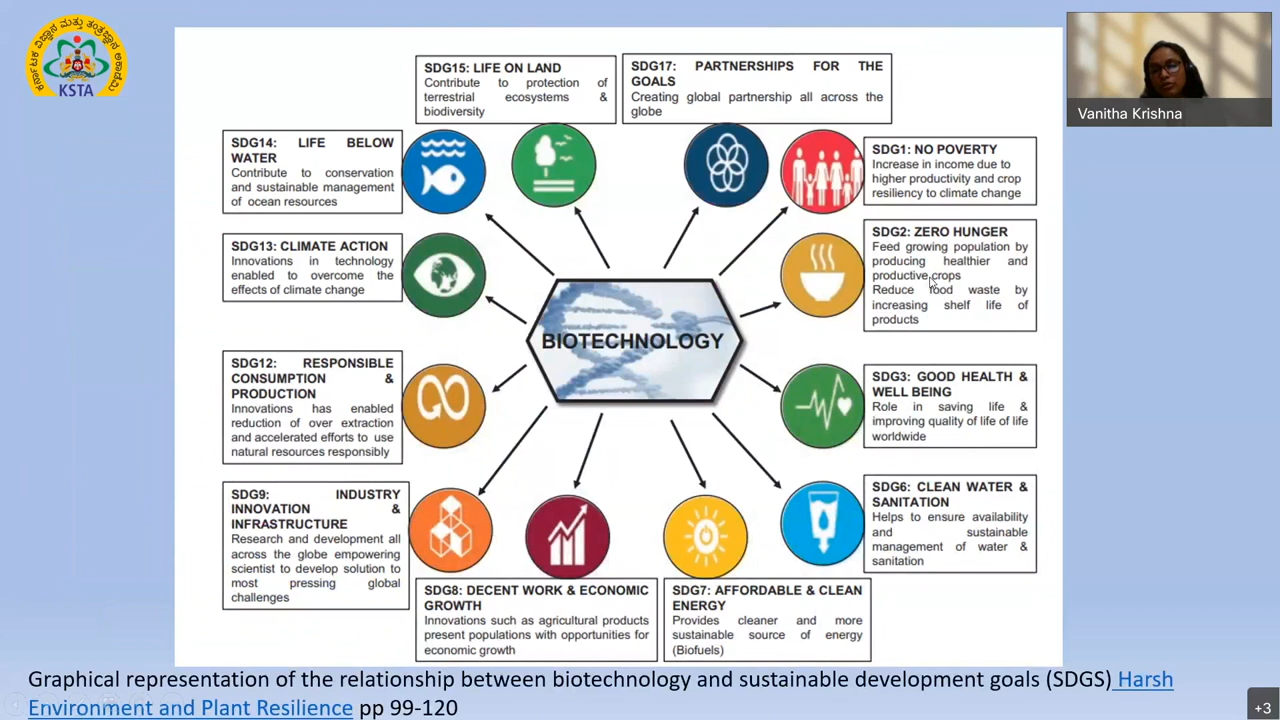 ಕರ್ನಾಟಕ ವಿಜ್ಞಾನ ಮತ್ತು ತಂತ್ರಜ್ಞಾನ ಅಕಾಡೆಮಿ
KSTA
Vanitha Krishna
SDG15: LIFE ON LAND
Contribute to protection of
terrestrial ecosystems &
biodiversity
SDG17: PARTNERSHIPS FOR THE
GOALS
Creating global partnership all across the
globe
SDG14: LIFE BELOW
WATER
Contribute to conservation
and sustainable management
of ocean resources
SDG1: NO POVERTY
Increase in income due to
higher productivity and crop
resiliency to climate change
SDG13: CLIMATE ACTION
Innovations in technology
enabled to overcome the
effects of climate change
SDG2: ZERO HUNGER
Feed growing population by
producing healthier and
productive crops
Reduce food waste by
increasing shelf life of
products
BIOTECHNOLOGY
SDG12: RESPONSIBLE
CONSUMPTION &
PRODUCTION
Innovations has enabled
reduction of over extraction
and accelerated efforts to use
natural resources responsibly
SDG3: GOOD HEALTH &
WELL BEING
Role in saving life &
improving quality of life of life
worldwide
SDG9: INDUSTRY
INNOVATION &
INFRASTRUCTURE
Research and development all
across the globe empowering
scientist to develop solution to
most pressing global
challenges
SDG6: CLEAN WATER &
SANITATION
Helps to ensure availability
and sustainable
management of water &
sanitation
SDG8: DECENT WORK & ECONOMIC
GROWTH
Innovations such as agricultural products
present populations with opportunities for
economic growth
SDG7: AFFORDABLE & CLEAN
ENERGY
Provides cleaner and more
sustainable source of energy
(Biofuels)
Graphical representation of the relationship between biotechnology and sustainable development goals (SDGS) Harsh
Environment and Plant Resilience pp 99-120
+3